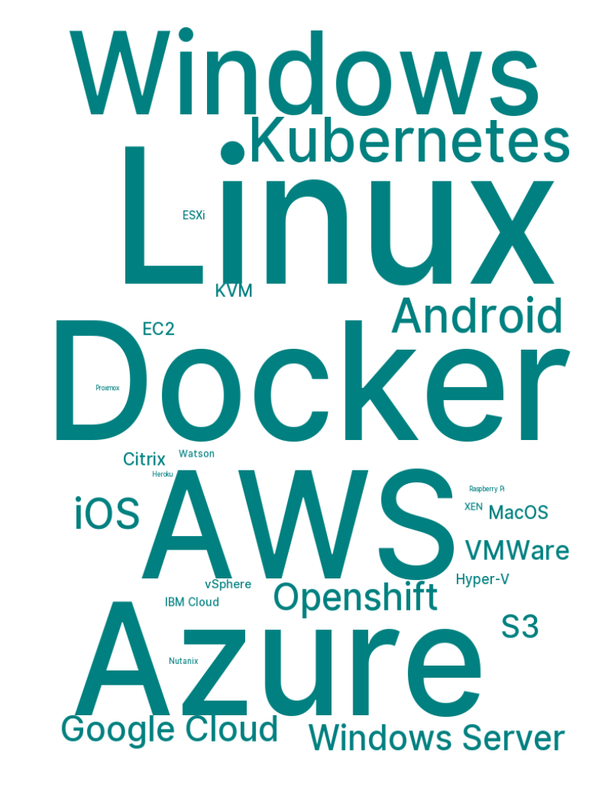 Windows
Kubernetes
Linux
ESXi
KVM
Android
EC2
Docker
Proxmox
Citrix
Watson
Heroku
AWS
Raspberry Pi
iOS
XEN
MacOS
VMWare
Hyper-V
vSphere
Openshift
IBM Cloud
S3
Azure
Nutanix
Google Cloud
Windows Server